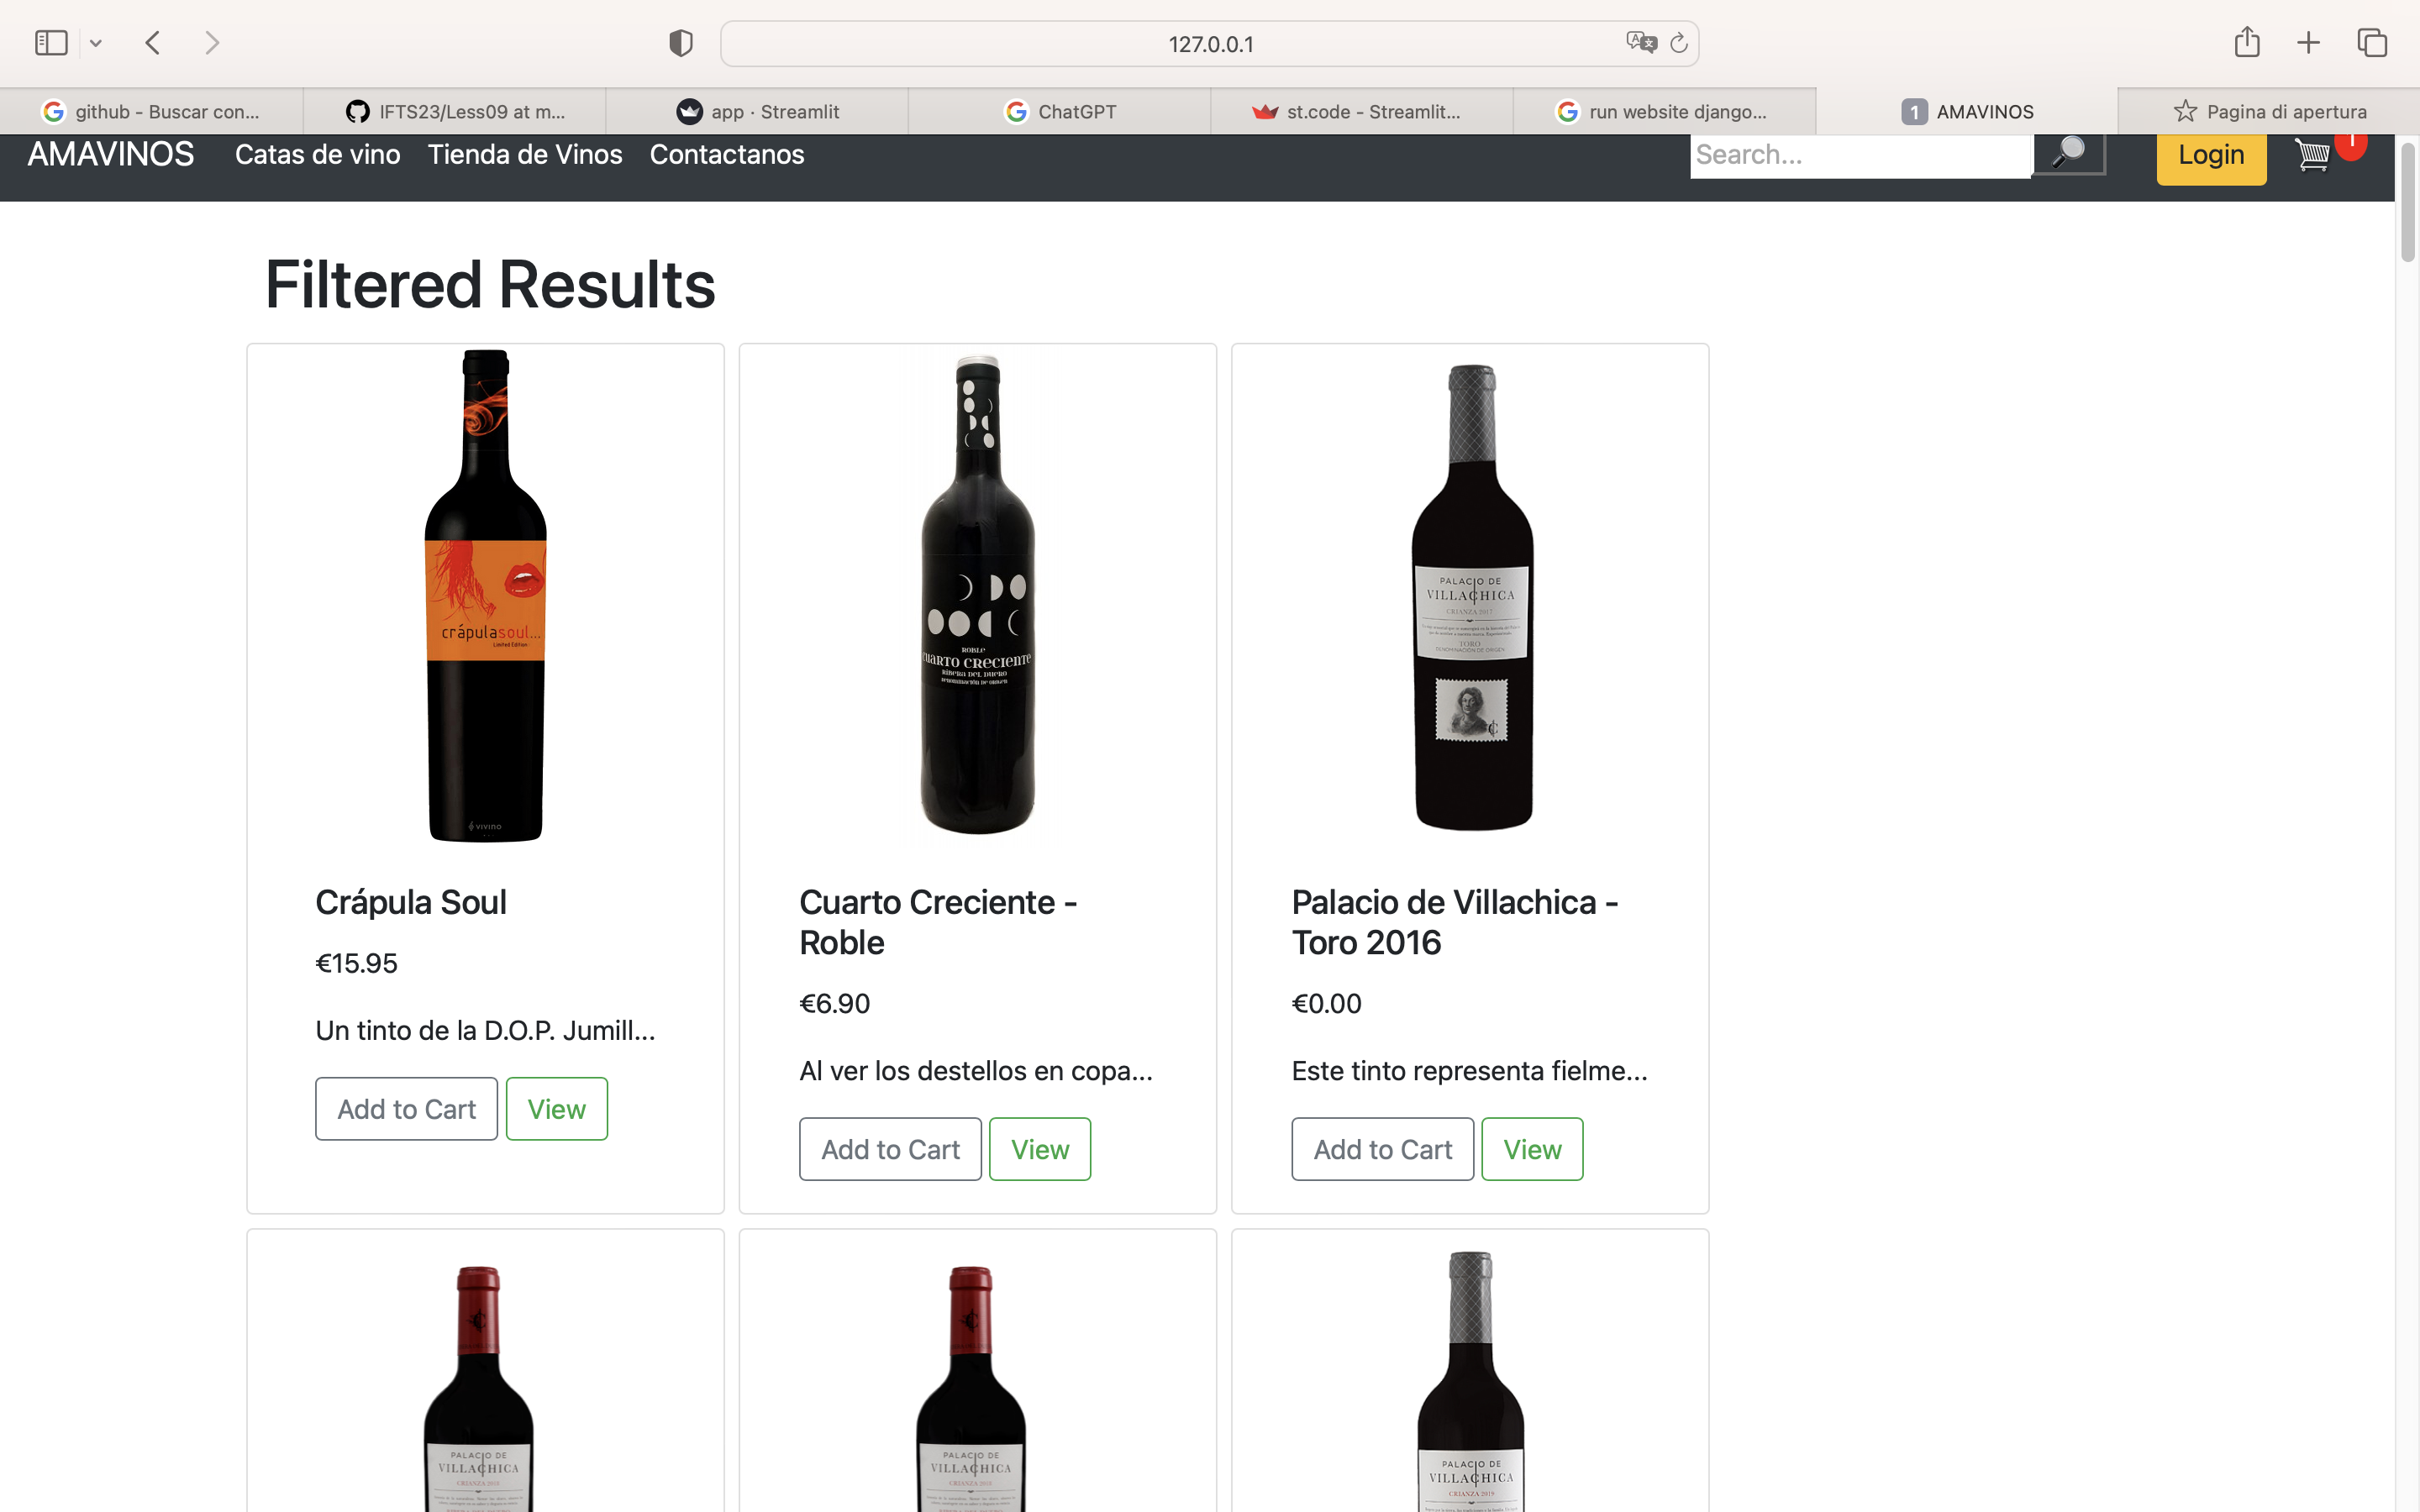 127.0.0.1
github - Buscar con...
IFTS23/Less09 at m...
app · Streamlit
ChatGPT
st.code - Streamlit...
run website django...
1 AMAVINOS
Pagina di apertura
AMAVINOS
Catas de vino
Tienda de Vinos
Contactanos
Search...
Login
1
Filtered Results
crápulasoul...
Limited Edition
vivino
ROBLE
CUARTO CRECIENTE
RIBERA DEL DUERO
DENOMINACIÓN DE ORIGEN
PALACIO DE
VILLACHICA
CRIANZA 2017
TORO
DENOMINACIÓN DE ORIGEN
Crápula Soul
€15.95
Un tinto de la D.O.P. Jumill...
Add to Cart
View
Cuarto Creciente -
Roble
€6.90
Al ver los destellos en copa...
Add to Cart
View
Palacio de Villachica -
Toro 2016
€0.00
Este tinto representa fielme...
Add to Cart
View
PALACIO DE
VILLACHICA
PALACIO DE
VILLACHICA
PALACIO DE
VILLACHICA
CRIANZA 2019